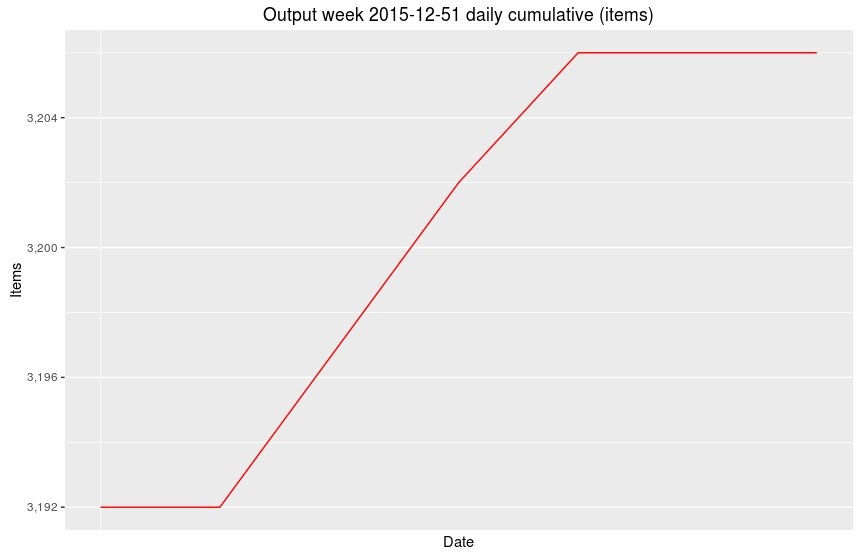 Output week 2015-12-51 daily cumulative (items)
3,204
3,200
3,196
3,192
Items
Date